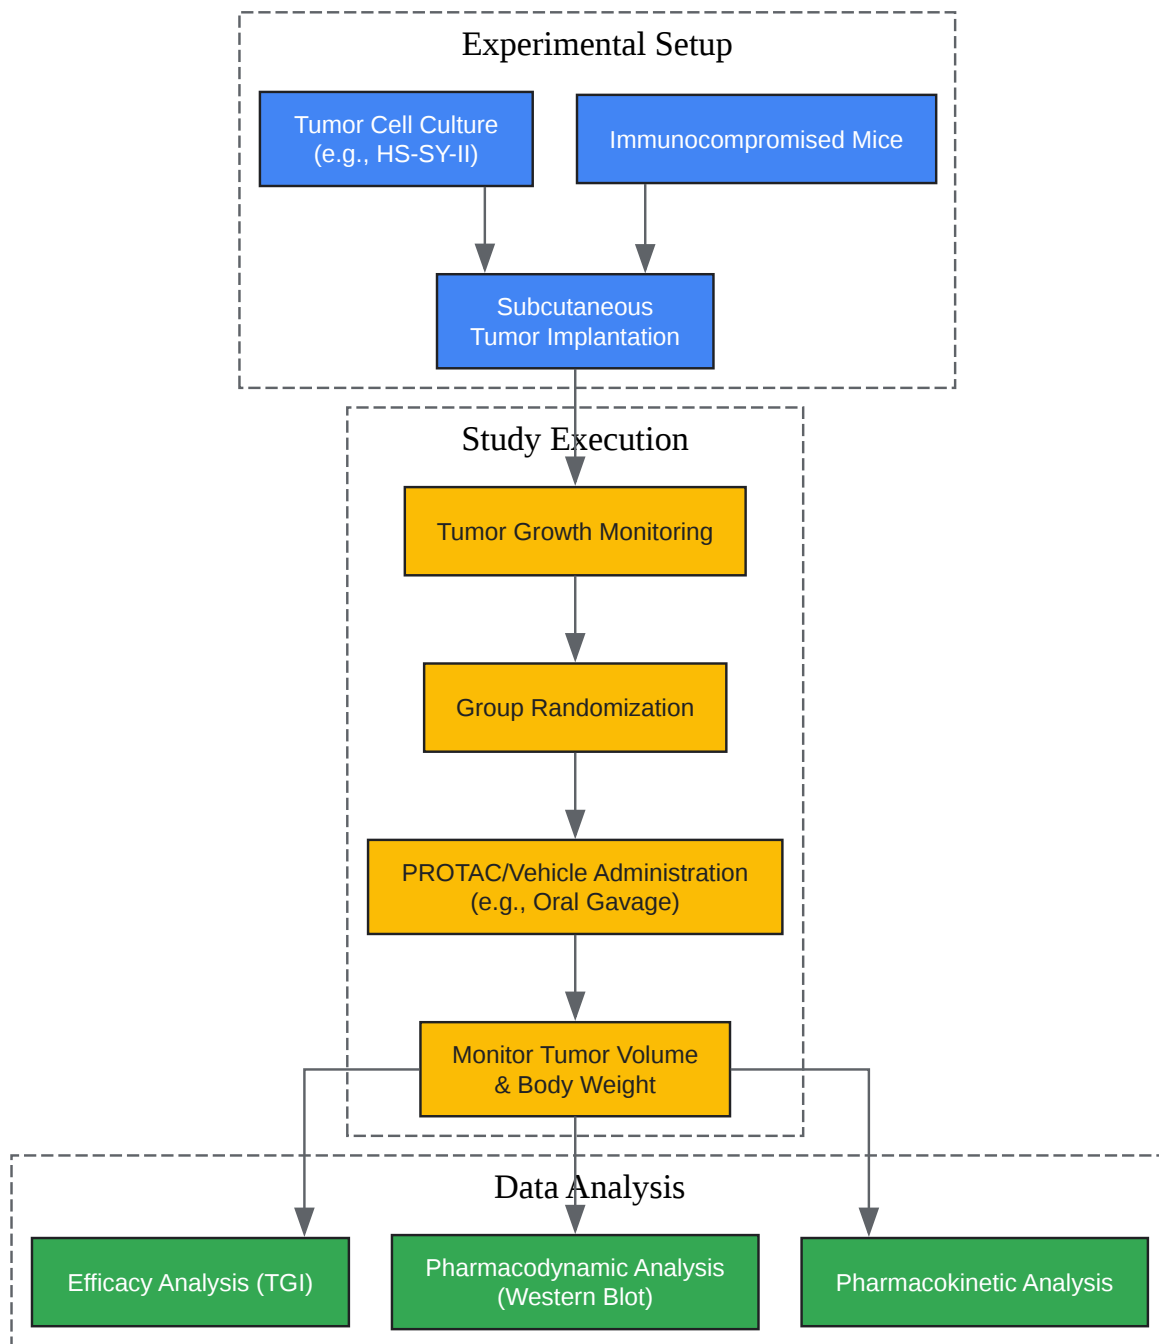 Experimental Setup
Tumor Cell Culture
(e.g., HS-SY-II)
Immunocompromised Mice
Subcutaneous
Tumor Implantation
Study Execution
Tumor Growth Monitoring
Group Randomization
PROTAC/Vehicle Administration
(e.g., Oral Gavage)
Monitor Tumor Volume
& Body Weight
Data Analysis
Efficacy Analysis (TGI)
Pharmacodynamic Analysis
(Western Blot)
Pharmacokinetic Analysis